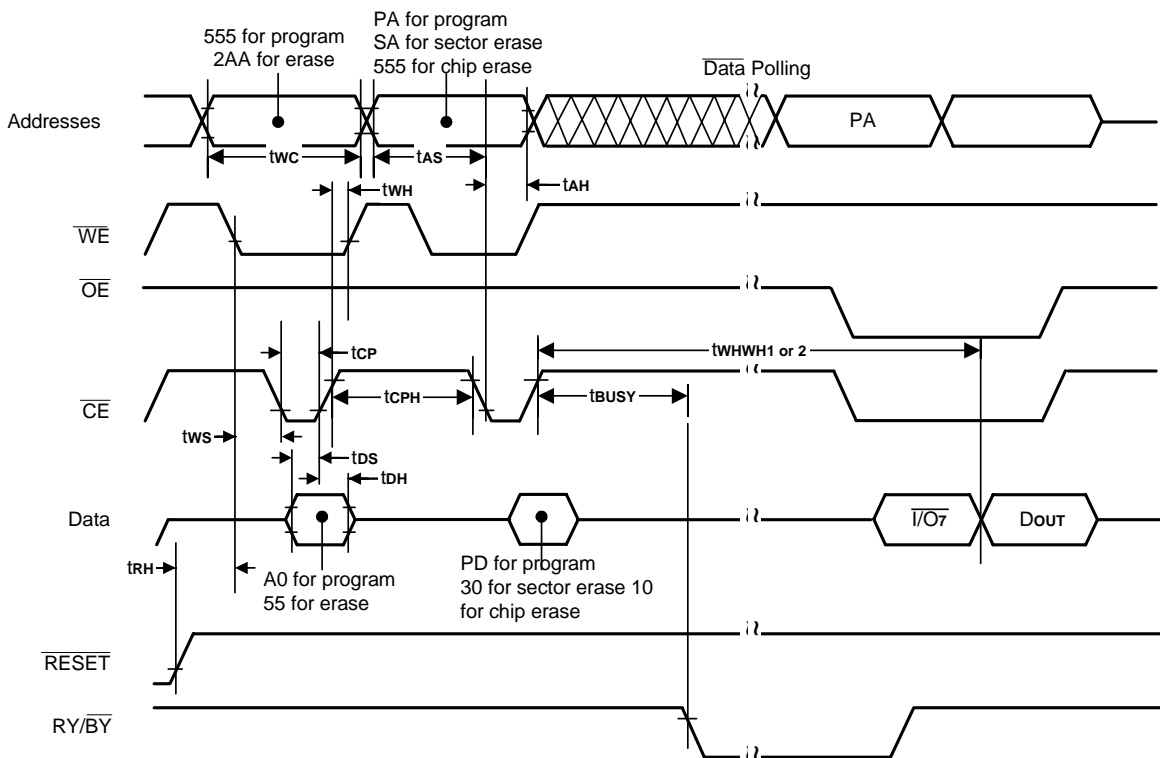 555 for program
2AA for erase
PA for program
SA for sector erase
555 for chip erase
Data Polling
Addresses
PA
tWC
tAS
tWH
tAH
WE
OE
tWHWH1 or 2
tCP
CE
tCPH
tBUSY
tWS
tDS
tDH
Data
I/O7
DOUT
tRH
A0 for program
55 for erase
PD for program
30 for sector erase 10
for chip erase
RESET
RY/BY